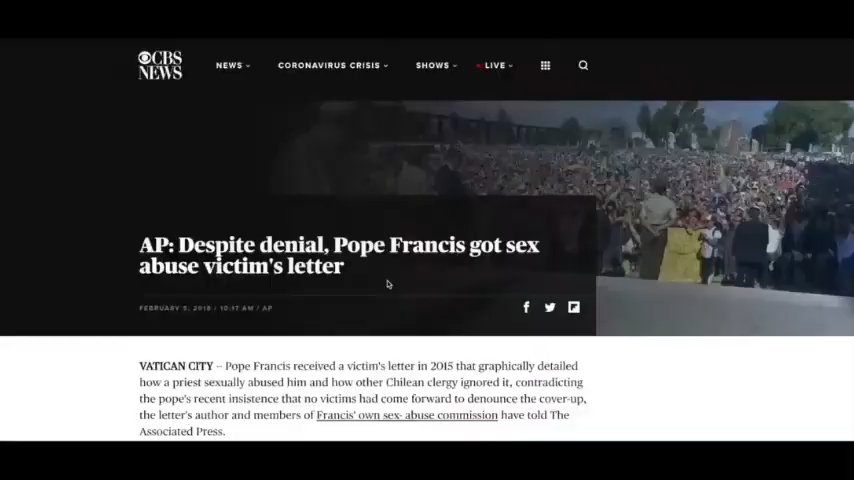 CBS NEWS
NEWS CORONAVIRUS CRISIS SHOWS LIVE
AP: Despite denial, Pope Francis got sex
abuse victim's letter
FEBRUARY 5, 2018 / 10:17 AM / AP
VATICAN CITY -- Pope Francis received a victim's letter in 2015 that graphically detailed
how a priest sexually abused him and how other Chilean clergy ignored it, contradicting
the pope's recent insistence that no victims had come forward to denounce the cover-up,
the letter's author and members of Francis' own sex- abuse commission have told The
Associated Press.